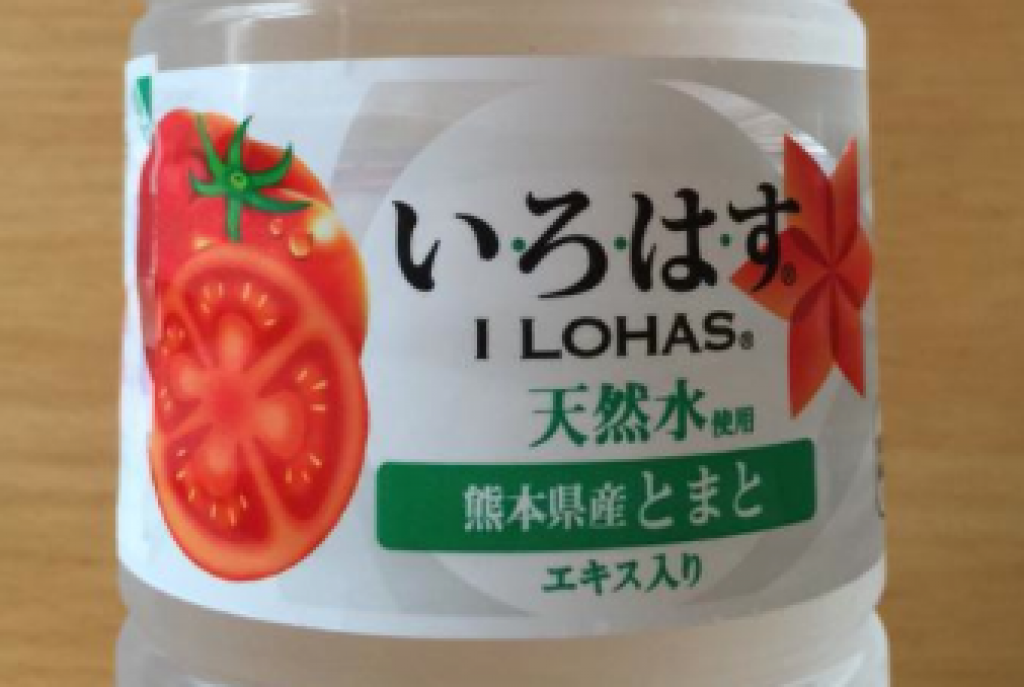 い・ろ・は・す®
I LOHAS®
天然水使用
熊本県産とまと
エキス入り